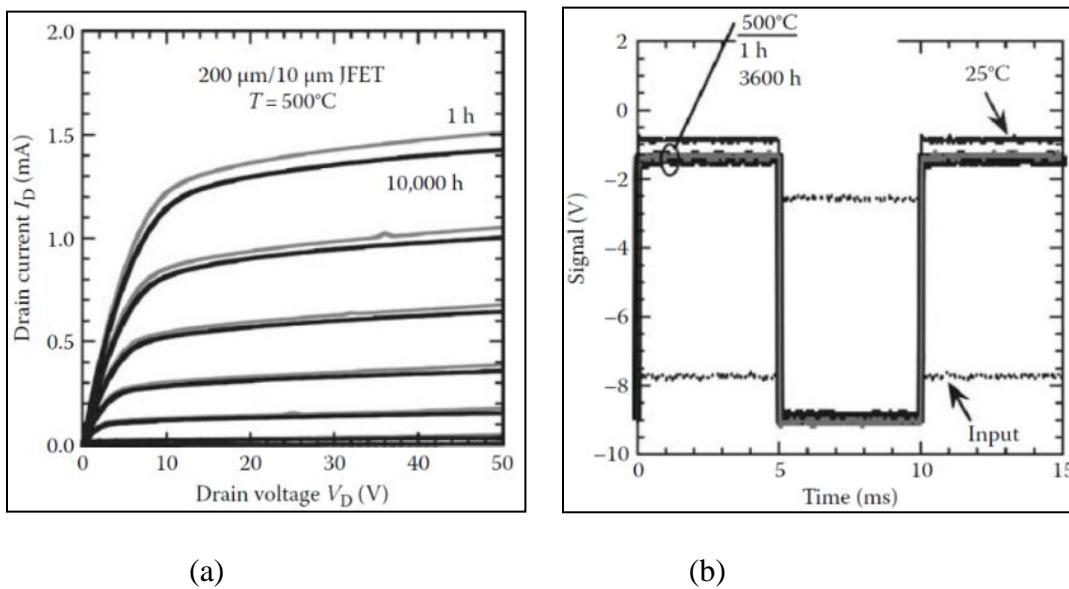 2.0
1.5
1.0
0.5
0.0
0
10
20
30
40
50
Drain current I_D (mA)
Drain voltage V_D (V)
200 µm/10 µm JFET
T = 500°C
1 h
10,000 h
(a)
2
0
−2
−4
−6
−8
−10
0
5
10
15
Signal (V)
Time (ms)
500°C
1 h
3600 h
25°C
Input
(b)